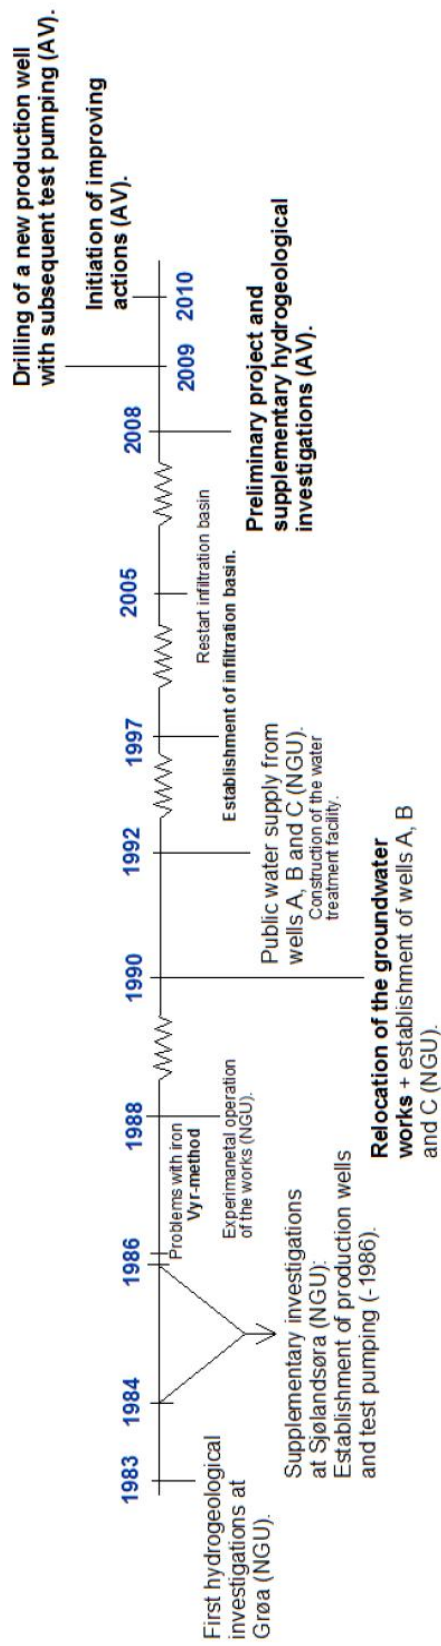 1983
First hydrogeological
investigations at
Grøa (NGU).
1984
1986
Supplementary investigations
at Sjølandsøra (NGU):
Establishment of production wells
and test pumping (-1986).
Problems with iron
Vyr-method
1988
Experimanetal operation
of the works (NGU).
1990
Relocation of the groundwater
works + establishment of wells A, B
and C (NGU).
1992
Public water supply from
wells A, B and C (NGU).
Construction of the water
treatment facility.
1997
Establishment of infiltration basin.
2005
Restart infiltration basin
2008
Preliminary project and
supplementary hydrogeological
investigations (AV).
2009
Drilling of a new production well
with subsequent test pumping (AV).
2010
Initiation of improving
actions (AV).